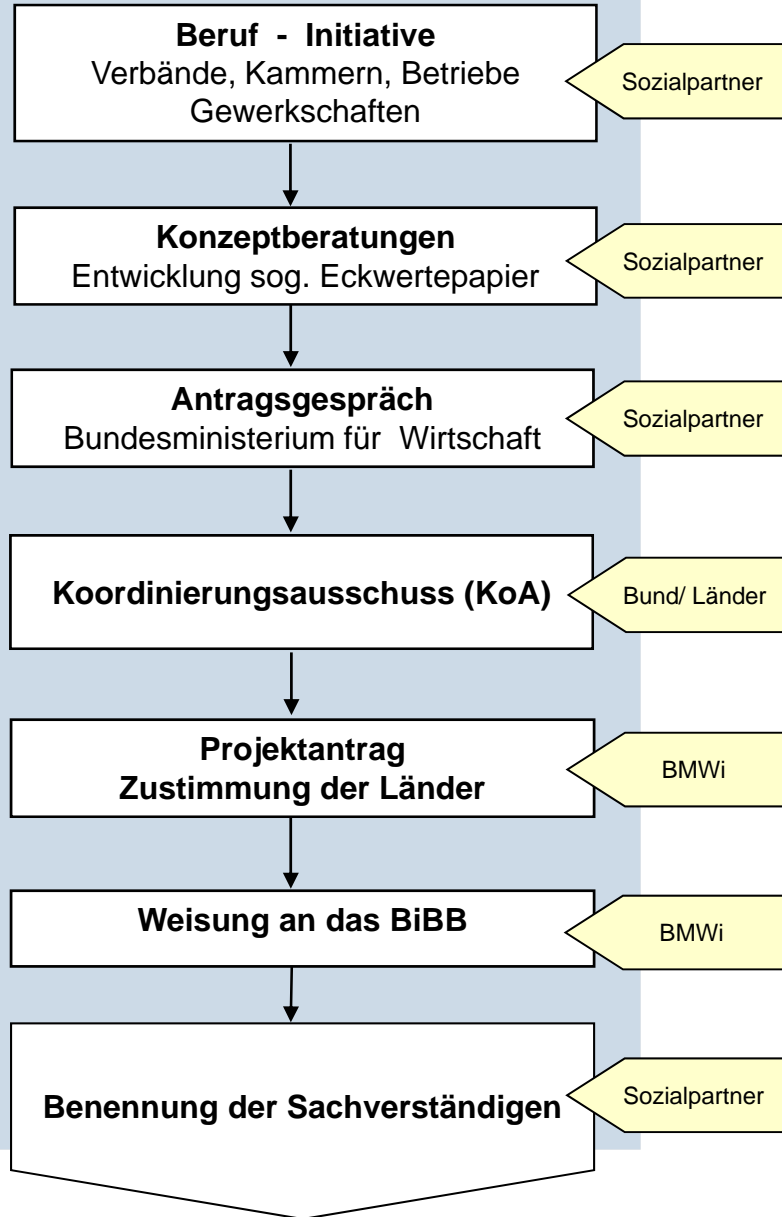 Beruf - Initiative
Verbände, Kammern, Betriebe
Gewerkschaften
Sozialpartner
Konzeptberatungen
Entwicklung sog. Eckwertepapier
Sozialpartner
Antragsgespräch
Bundesministerium für Wirtschaft
Sozialpartner
Koordinierungsausschuss (KoA)
Bund/ Länder
Projektantrag
Zustimmung der Länder
BMWi
Weisung an das BiBB
BMWi
Benennung der Sachverständigen
Sozialpartner